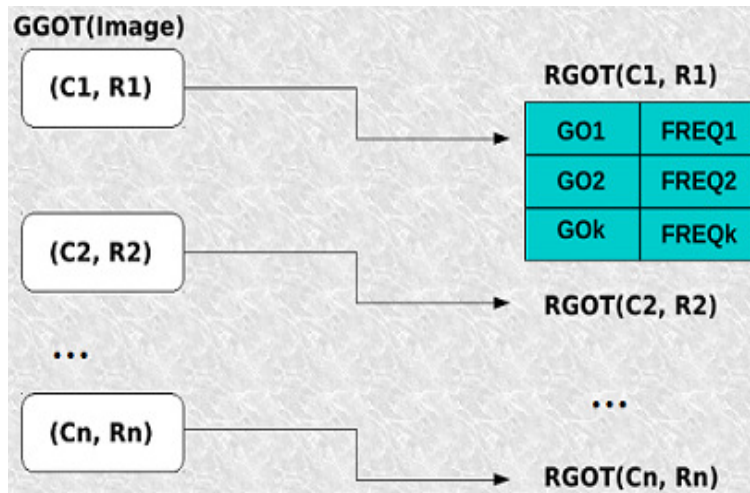 GGOT(Image)
(C1, R1)
RGOT(C1, R1)
GO1 FREQ1
GO2 FREQ2
GOk FREQk
(C2, R2)
RGOT(C2, R2)
...
...
(Cn, Rn)
RGOT(Cn, Rn)